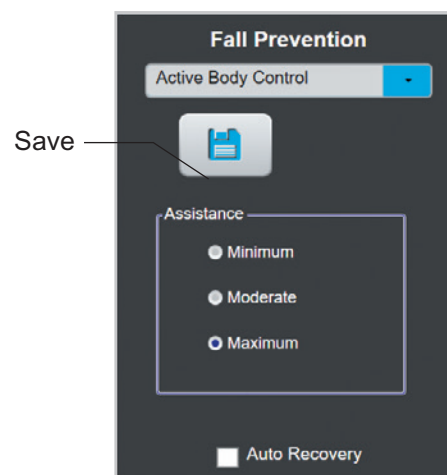 Fall Prevention
Active Body Control
Save
Assistance
Minimum
Moderate
Maximum
Auto Recovery